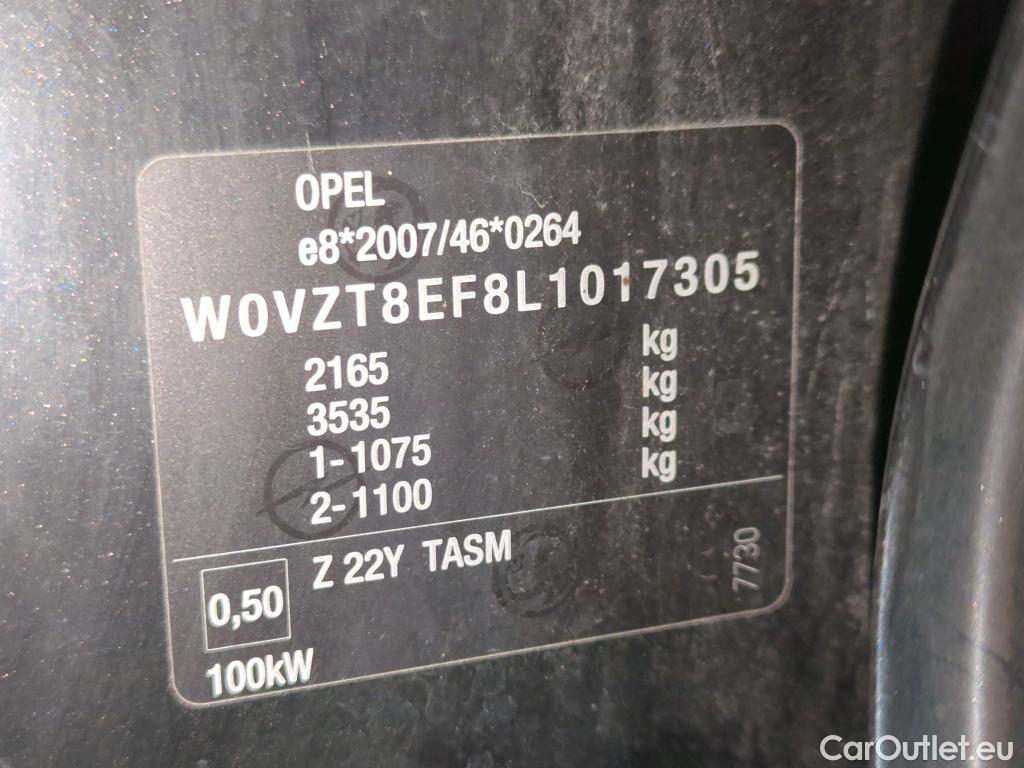 OPEL
e8*2007/46*0264
W0VZT8EF8L1017305
2165 kg
3535 kg
1-1075 kg
2-1100 kg
Z 22Y TASM
0,50
100kW
7730
CarOutlet.eu